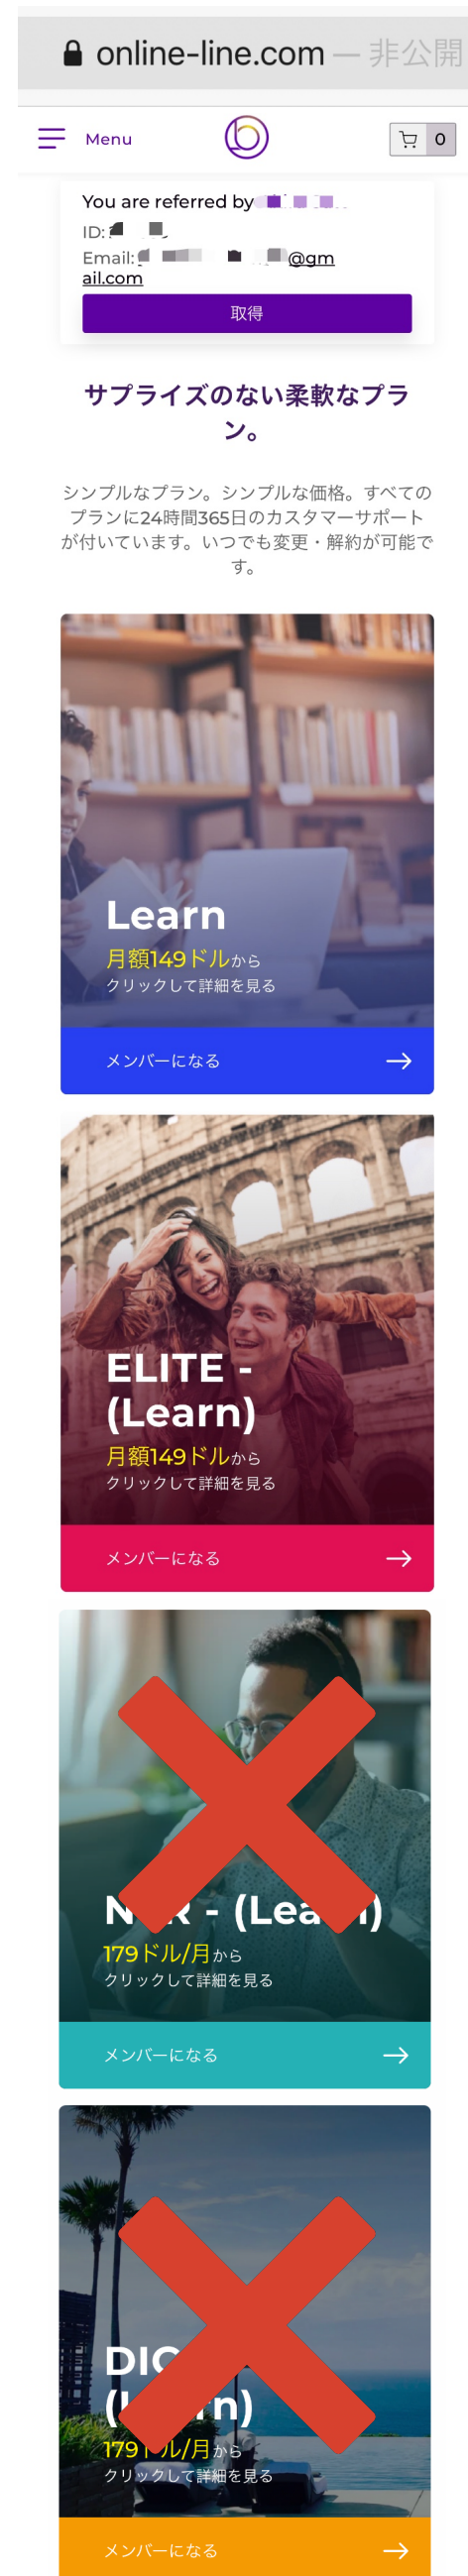 online-line.com — 非公開
Menu
0
You are referred by
ID:
Email: @gm
ail.com
取得
サプライズのない柔軟なプラ
ン。
シンプルなプラン。シンプルな価格。すべての
プランに24時間365日のカスタマーサポート
が付いています。いつでも変更・解約が可能で
す。
Learn
月額149ドルから
クリックして詳細を見る
メンバーになる
ELITE -
(Learn)
月額149ドルから
クリックして詳細を見る
メンバーになる
- (Learn)
179ドル/月から
クリックして詳細を見る
メンバーになる
179ドル/月から
クリックして詳細を見る
メンバーになる